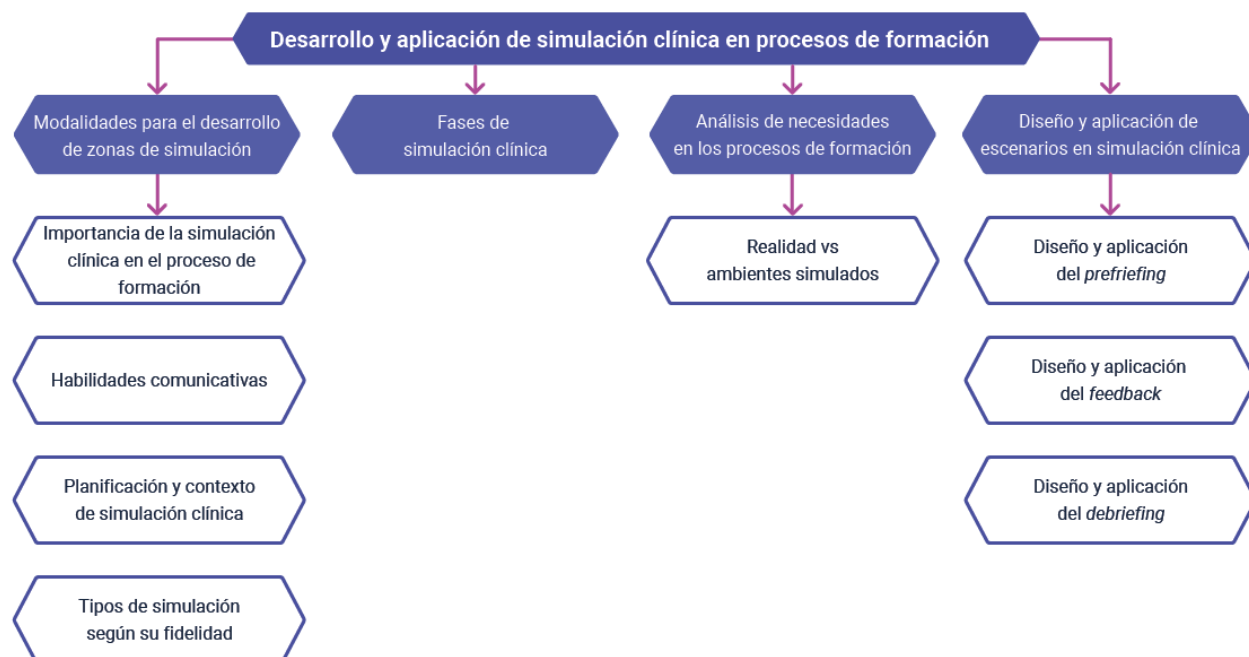 Desarrollo y aplicación de simulación clínica en procesos de formación
Modalidades para el desarrollo
de zonas de simulación
Fases de
simulación clínica
Análisis de necesidades
en los procesos de formación
Diseño y aplicación de
escenarios en simulación clínica
Importancia de la simulación
clínica en el proceso de
formación
Realidad vs
ambientes simulados
Diseño y aplicación
del prefriefing
Habilidades comunicativas
Diseño y aplicación
del feedback
Planificación y contexto
de simulación clínica
Diseño y aplicación
del debriefing
Tipos de simulación
según su fidelidad